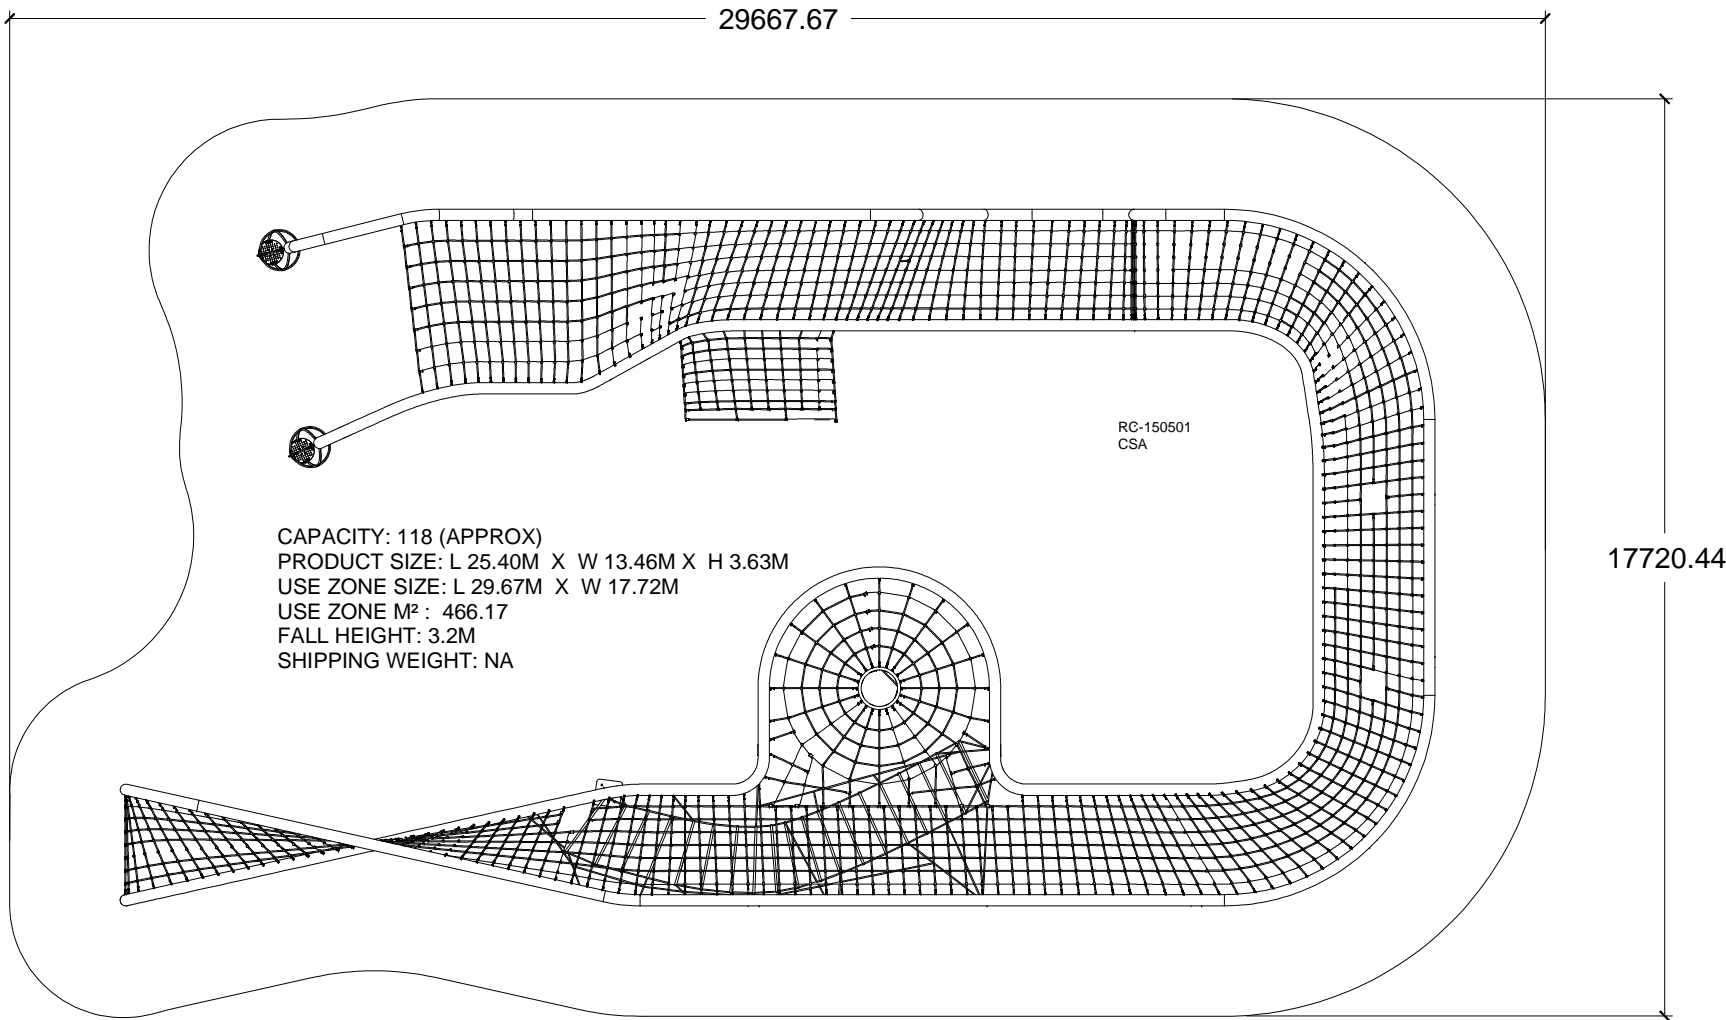 29667.67
RC-150501
CSA
CAPACITY: 118 (APPROX)
PRODUCT SIZE: L 25.40M X W 13.46M X H 3.63M
USE ZONE SIZE: L 29.67M X W 17.72M
USE ZONE M² : 466.17
FALL HEIGHT: 3.2M
SHIPPING WEIGHT: NA
17720.44